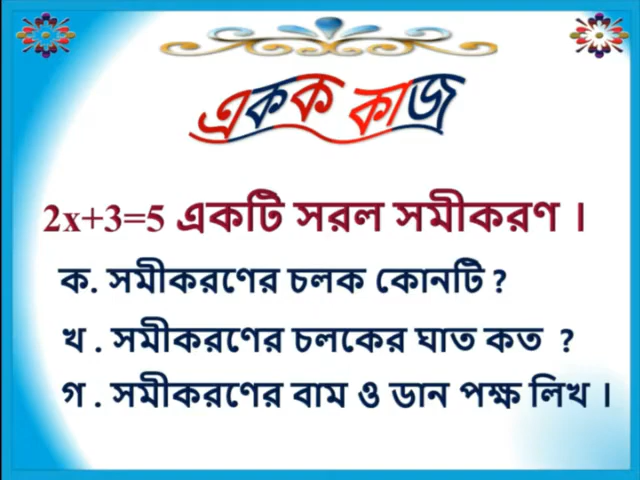 একক কাজ
2x+3=5 একটি সরল সমীকরণ ।
ক. সমীকরণের চলক কোনটি ?
খ . সমীকরণের চলকের ঘাত কত ?
গ . সমীকরণের বাম ও ডান পক্ষ লিখ ।